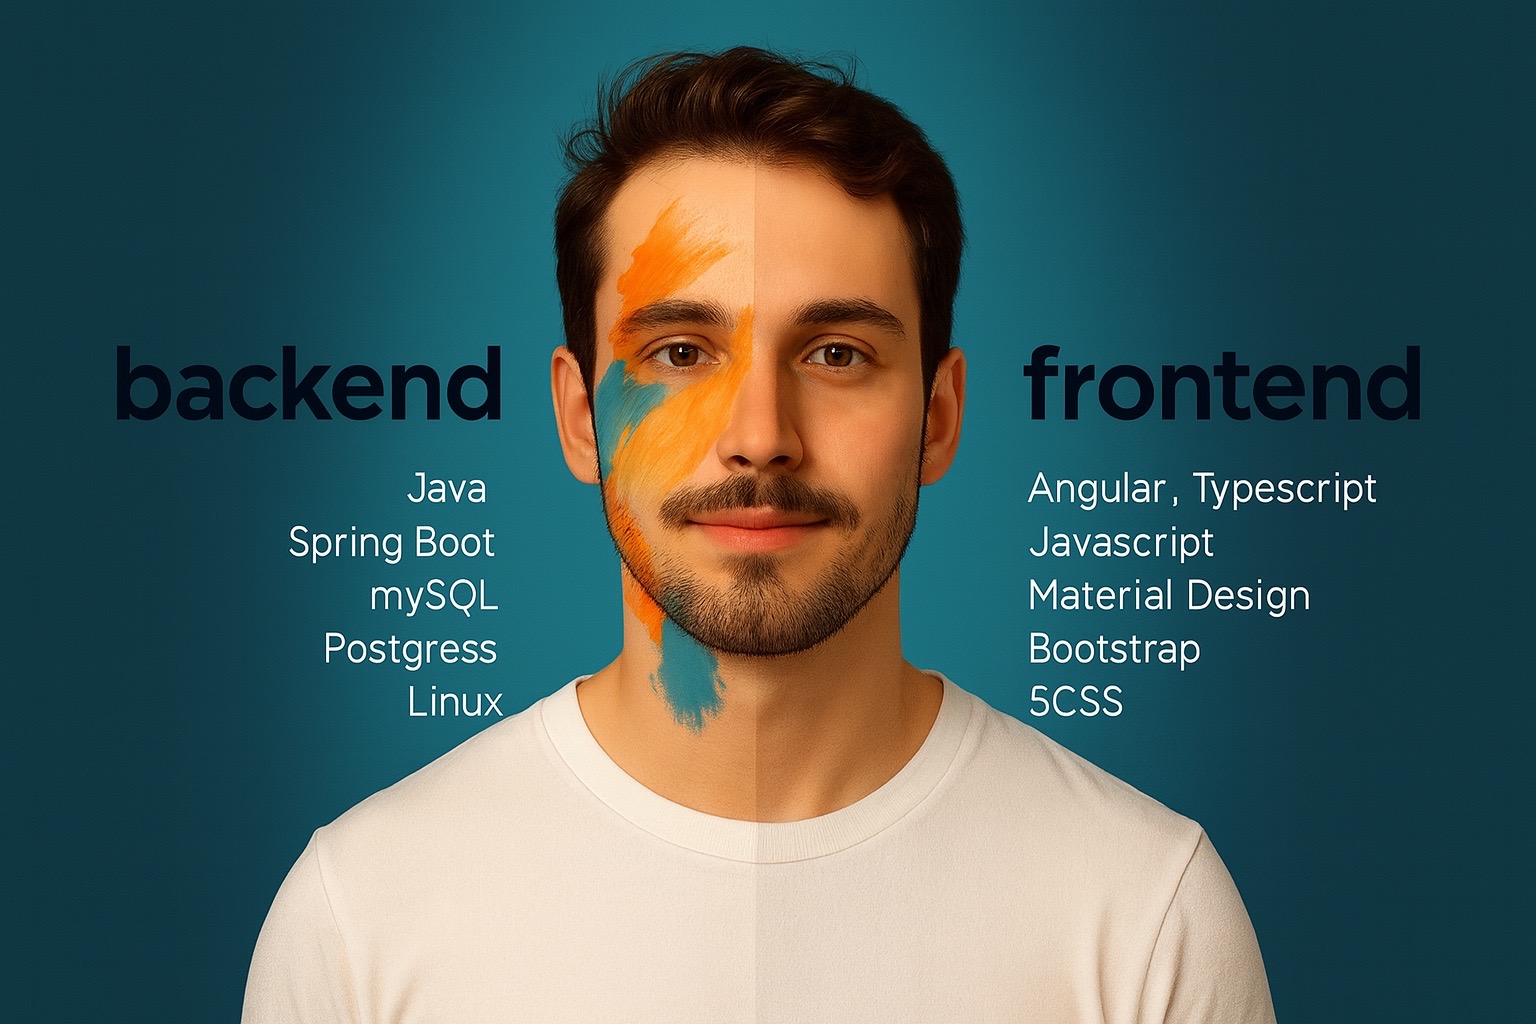 backend
Java
Spring Boot
mySQL
Postgress
Linux
frontend
Angular, Typescript
Javascript
Material Design
Bootstrap
5CSS